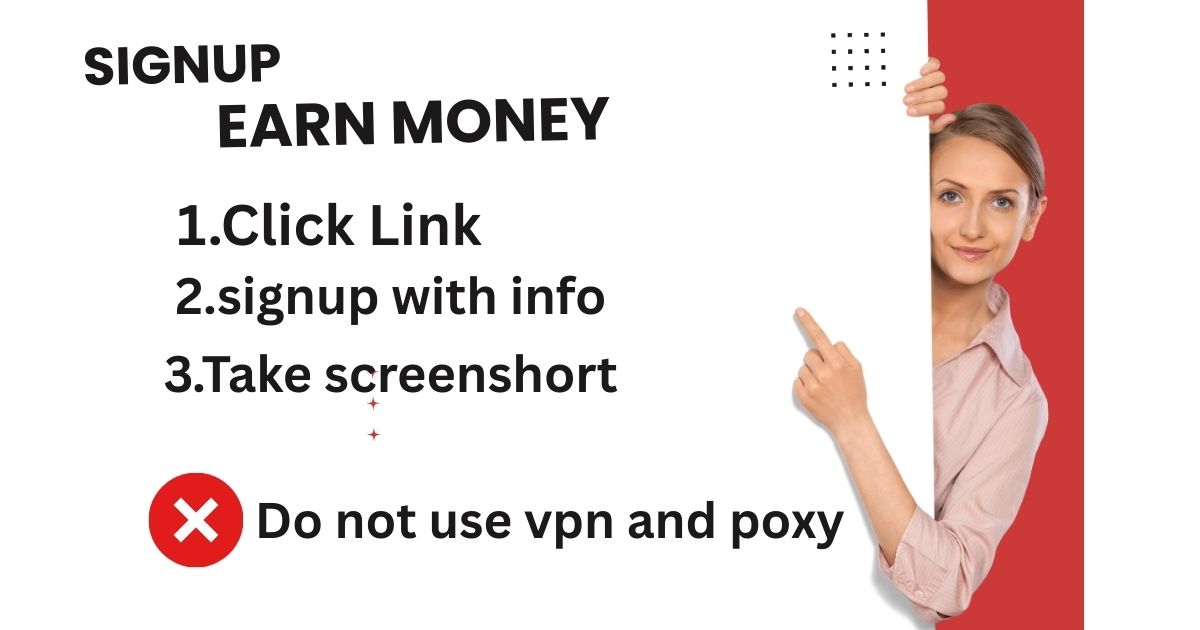 SIGNUP
EARN MONEY
1.Click Link
2.signup with info
3.Take screenshort
Do not use vpn and poxy